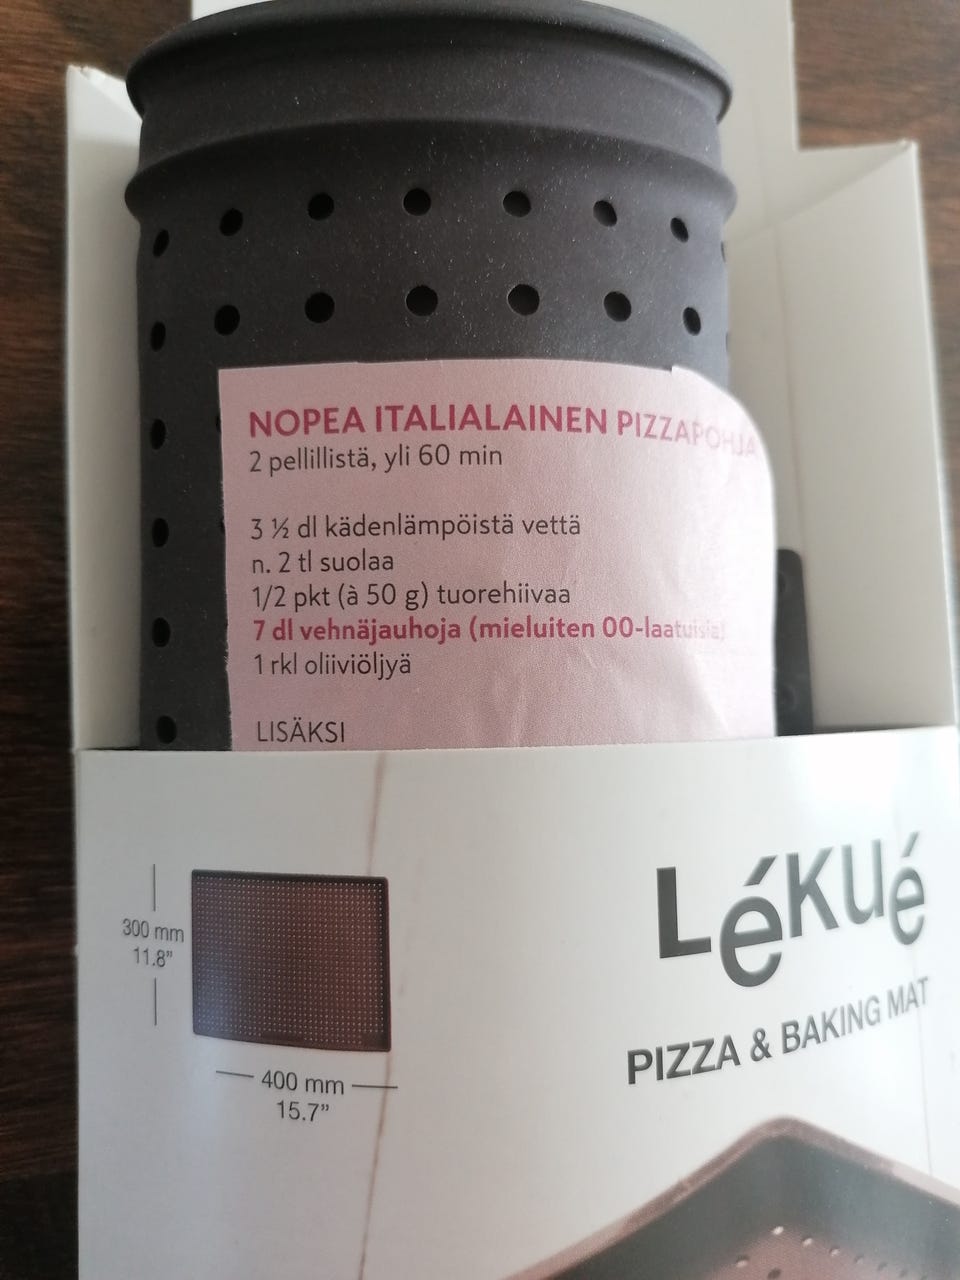 NOPEA ITALIALAINEN PIZZAPOHJA
2 pellillistä, yli 60 min
3 ½ dl kädenlämpöistä vettä
n. 2 tl suolaa
1/2 pkt (à 50 g) tuorehiivaa
7 dl vehnäjauhoja (mieluiten 00-laatuisia)
1 rkl oliiviöljyä
LISÄKSI
300 mm
11.8”
400 mm
15.7”
Lékué
PIZZA & BAKING MAT